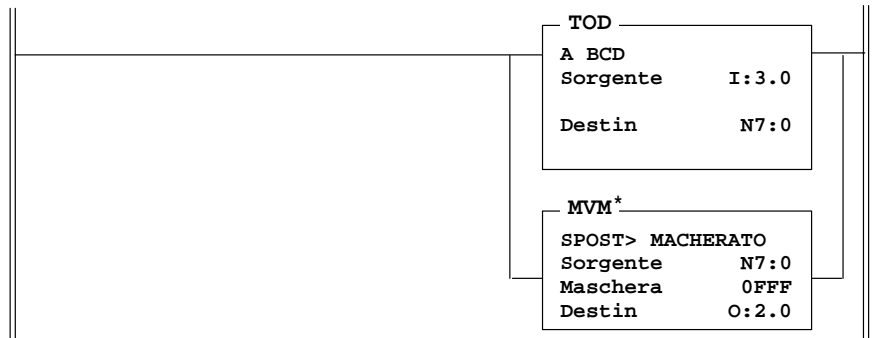 TOD
A BCD
Sorgente I:3.0
Destin N7:0
MVM*
SPOST> MACHERATO
Sorgente N7:0
Maschera 0FFF
Destin O:2.0